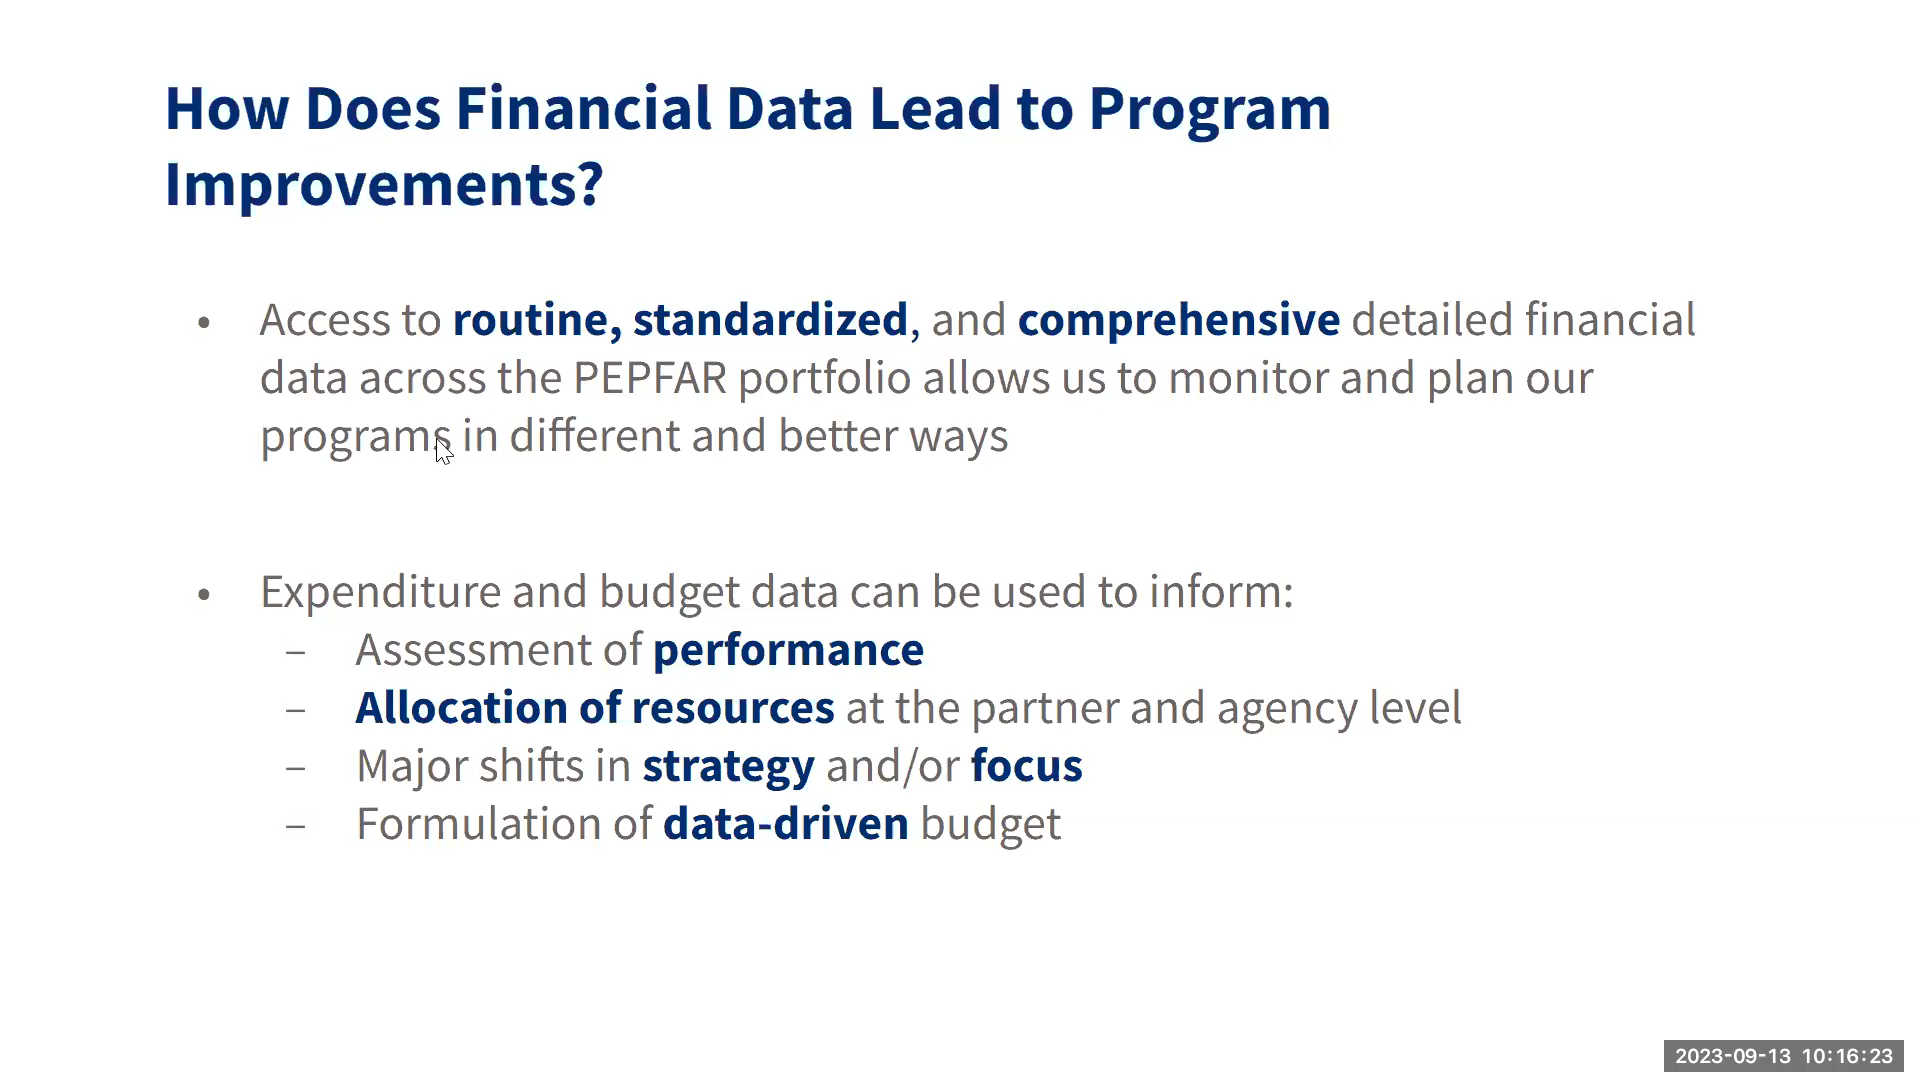 How Does Financial Data Lead to Program
Improvements?
• Access to routine, standardized, and comprehensive detailed financial
data across the PEPFAR portfolio allows us to monitor and plan our
programs in different and better ways
• Expenditure and budget data can be used to inform:
– Assessment of performance
– Allocation of resources at the partner and agency level
– Major shifts in strategy and/or focus
– Formulation of data-driven budget
2023-09-13 10:16:23